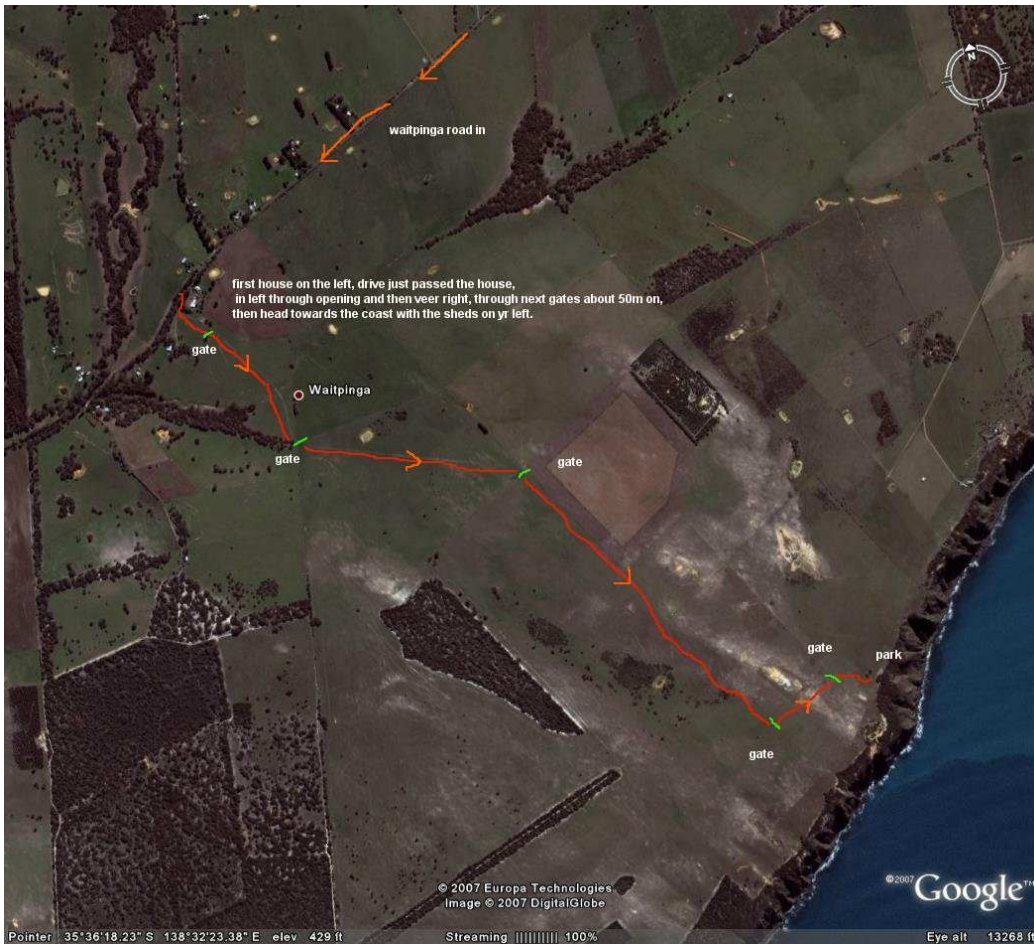 N
waitpinga road in
first house on the left, drive just passed the house,
in left through opening and then veer right, through next gates about 50m on,
then head towards the coast with the sheds on yr left.
gate
Waitpinga
gate
gate
gate
park
gate
© 2007 Europa Technologies
Image © 2007 DigitalGlobe
©2007 Google™
Pointer 35°36'18.23" S 138°32'23.38" E elev 429 ft Streaming |||||||||| 100% Eye alt 13268 ft